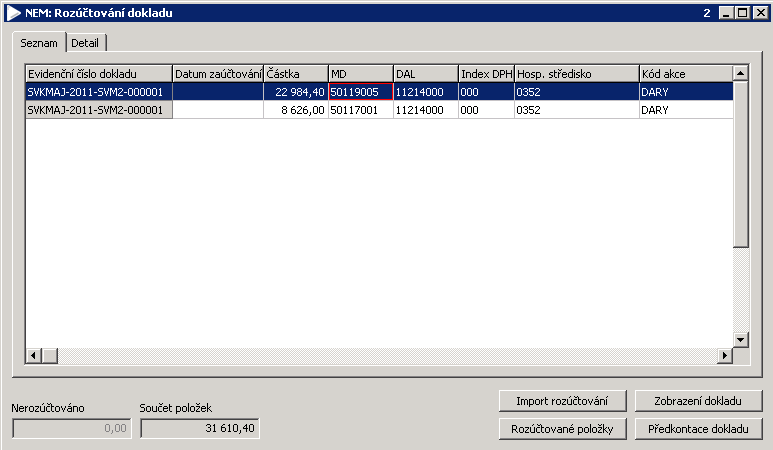 NEM: Rozúčtování dokladu 2
Seznam Detail
Evidenční číslo dokladu Datum zaúčtování Částka MD DAL Index DPH Hosp. středisko Kód akce
SVKMAJ-2011-SVM2-000001 22 984,40 50119005 11214000 000 0352 DARY
SVKMAJ-2011-SVM2-000001 8 626,00 50117001 11214000 000 0352 DARY
Import rozúčtování Zobrazení dokladu
Nerozúčtováno Součet položek
0,00 31 610,40 Rozúčtované položky Předkontace dokladu